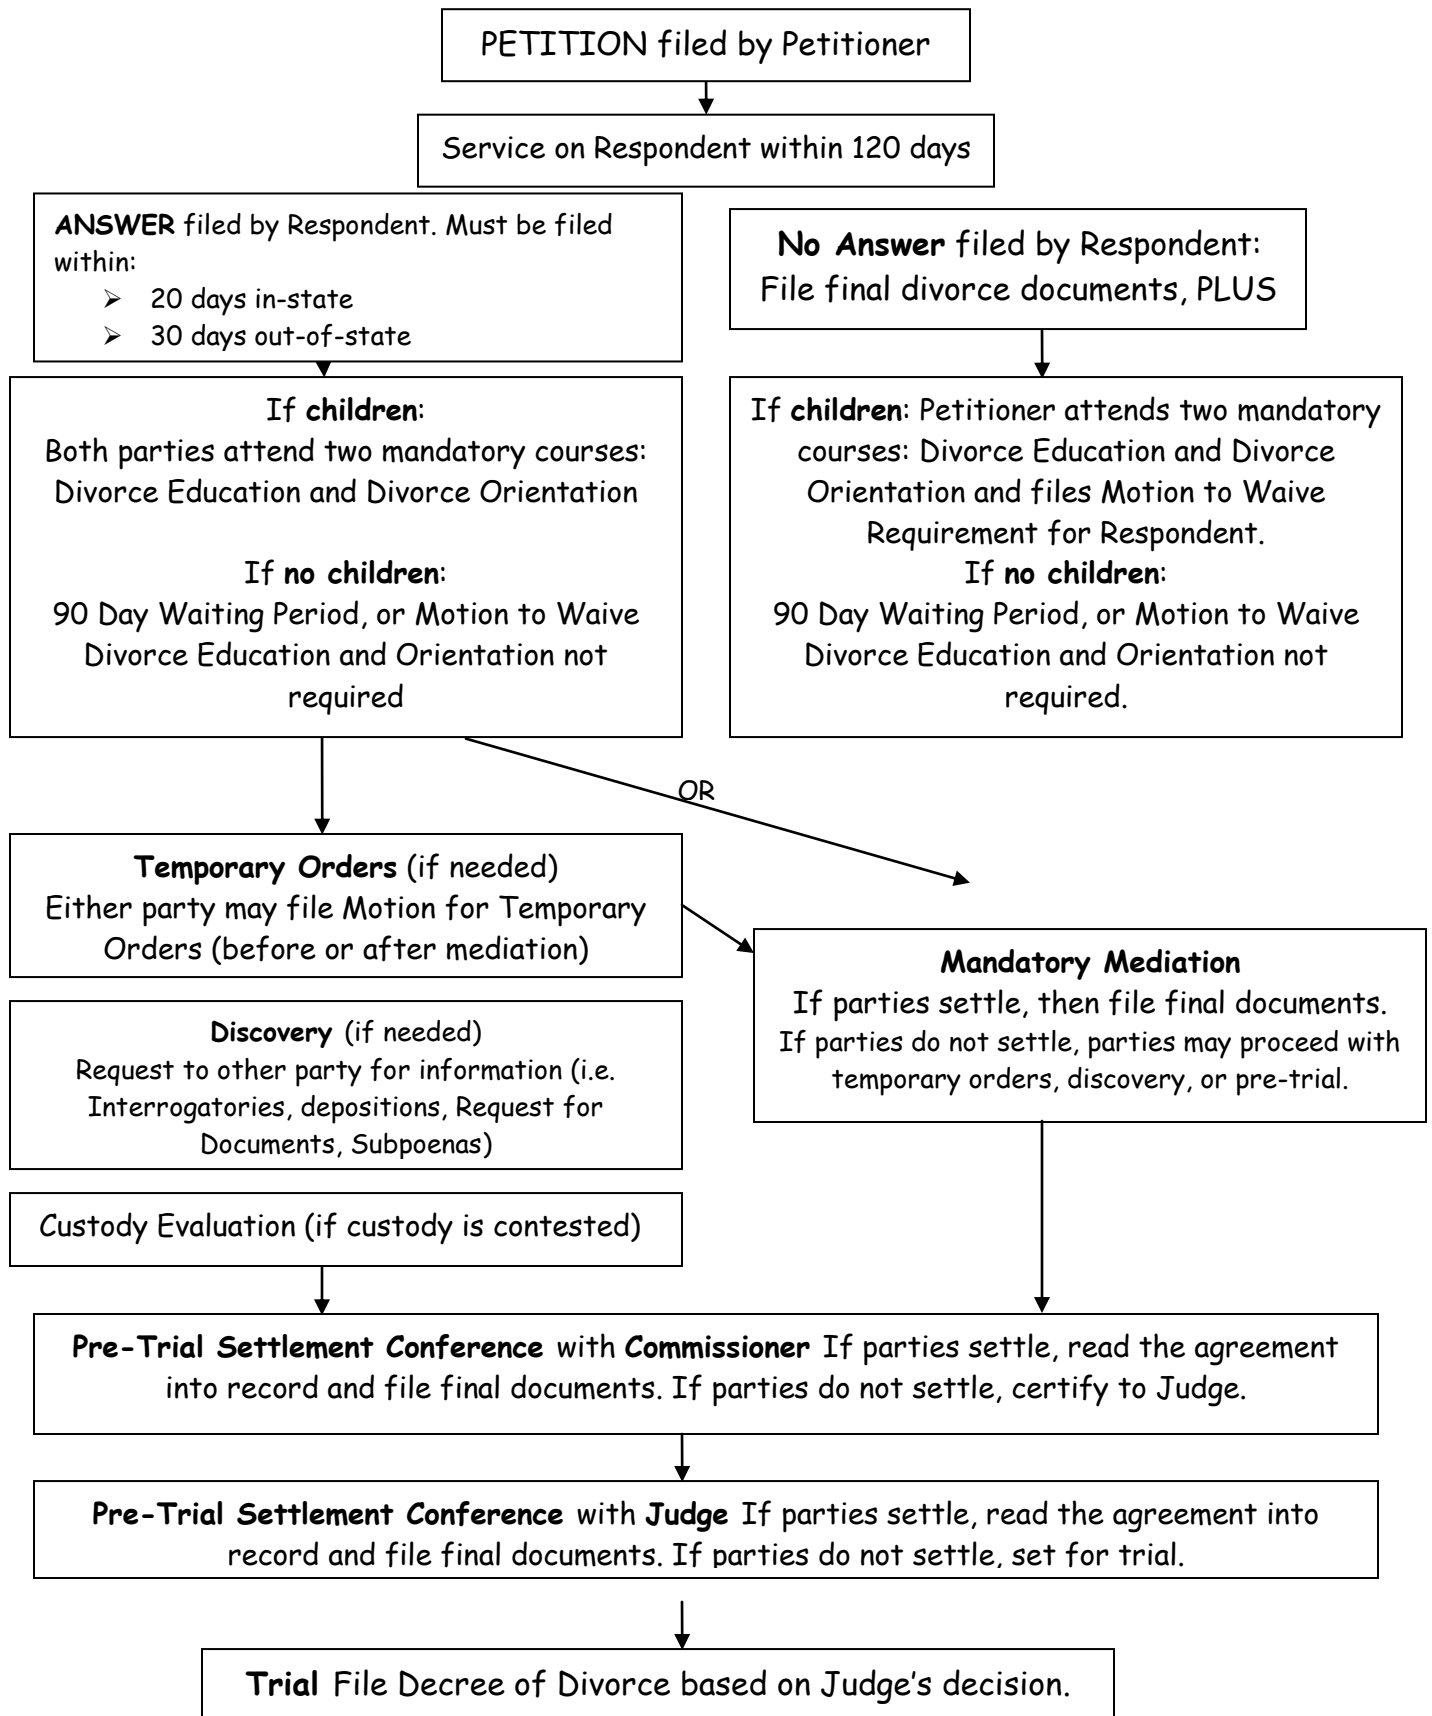 PETITION filed by Petitioner
Service on Respondent within 120 days
ANSWER filed by Respondent. Must be filed
within:
➢ 20 days in-state
➢ 30 days out-of-state
No Answer filed by Respondent:
File final divorce documents, PLUS
If children:
Both parties attend two mandatory courses:
Divorce Education and Divorce Orientation
If no children:
90 Day Waiting Period, or Motion to Waive
Divorce Education and Orientation not
required
If children: Petitioner attends two mandatory
courses: Divorce Education and Divorce
Orientation and files Motion to Waive
Requirement for Respondent.
If no children:
90 Day Waiting Period, or Motion to Waive
Divorce Education and Orientation not
required.
OR
Temporary Orders (if needed)
Either party may file Motion for Temporary
Orders (before or after mediation)
Mandatory Mediation
If parties settle, then file final documents.
If parties do not settle, parties may proceed with
temporary orders, discovery, or pre-trial.
Discovery (if needed)
Request to other party for information (i.e.
Interrogatories, depositions, Request for
Documents, Subpoenas)
Custody Evaluation (if custody is contested)
Pre-Trial Settlement Conference with Commissioner If parties settle, read the agreement
into record and file final documents. If parties do not settle, certify to Judge.
Pre-Trial Settlement Conference with Judge If parties settle, read the agreement into
record and file final documents. If parties do not settle, set for trial.
Trial File Decree of Divorce based on Judge's decision.